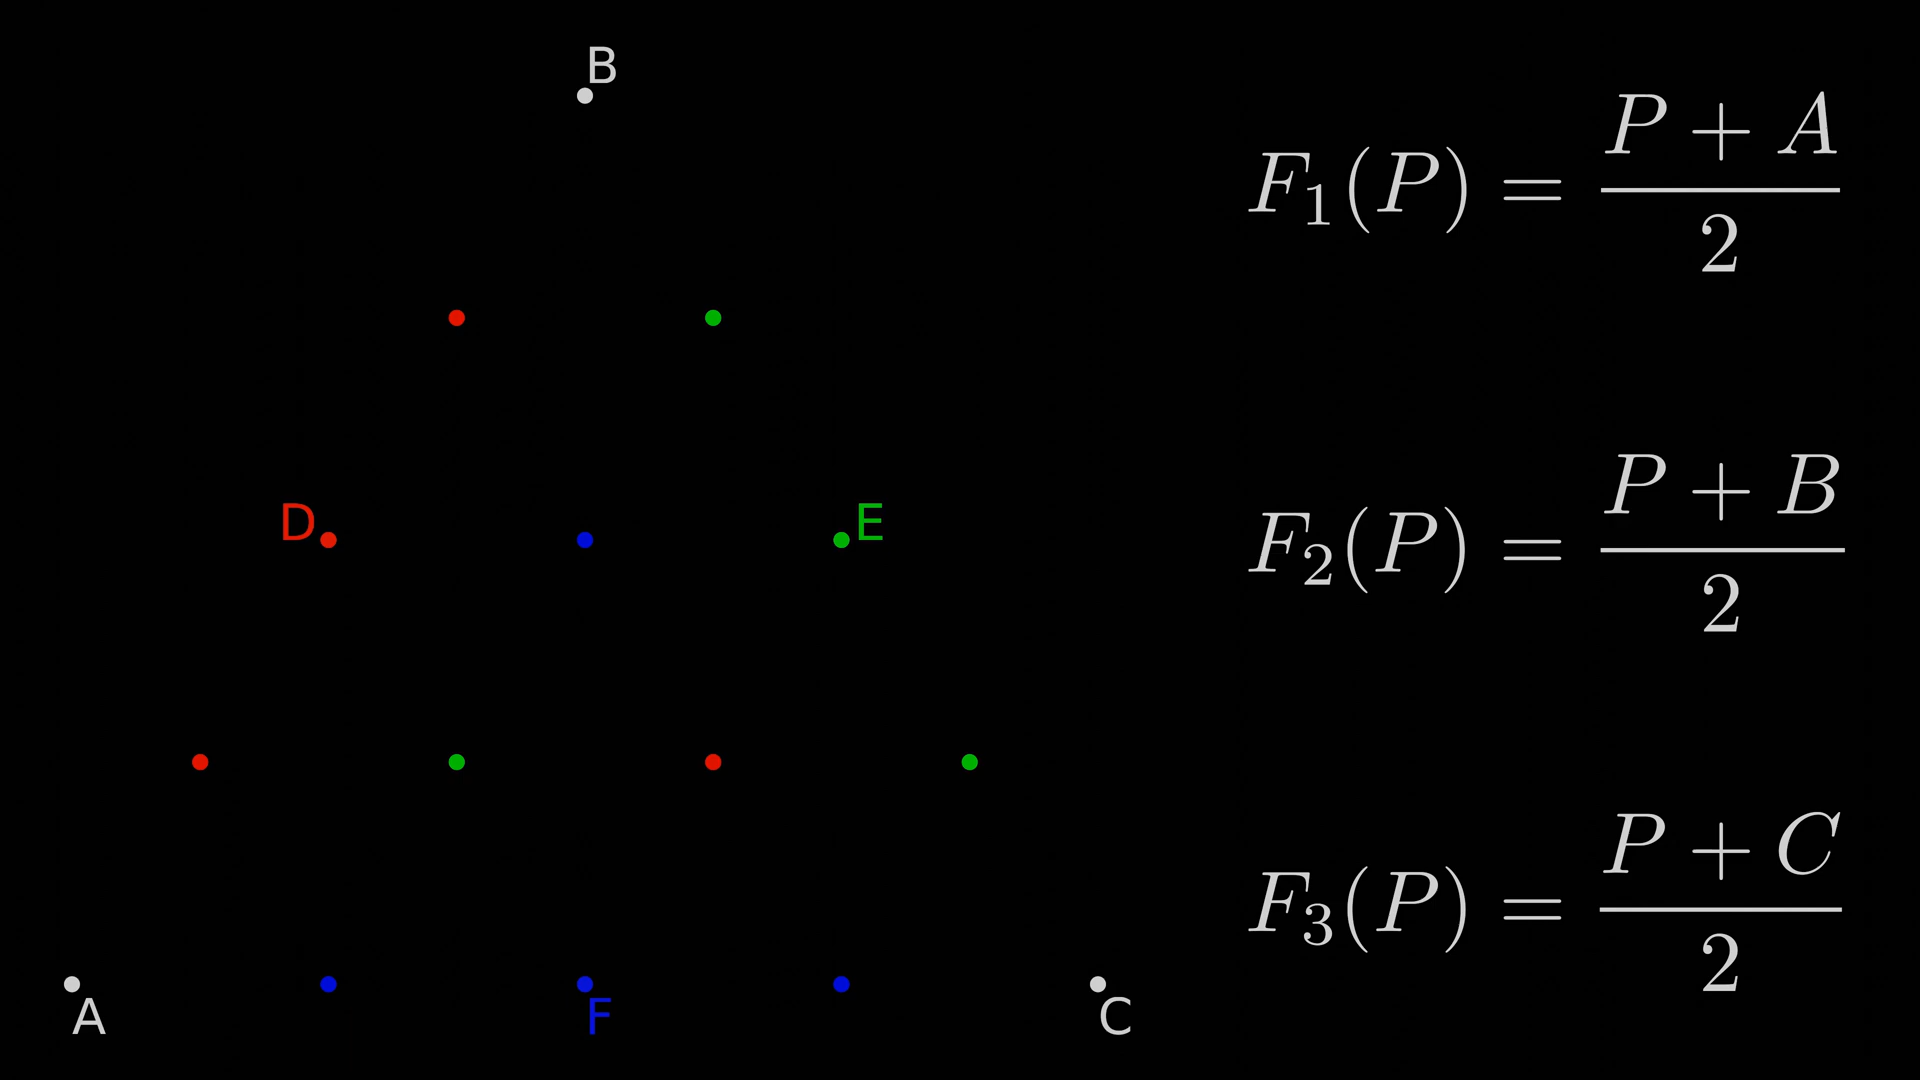 B
D
E
A
F
C
F₁(P) = (P + A)/2
F₂(P) = (P + B)/2
F₃(P) = (P + C)/2